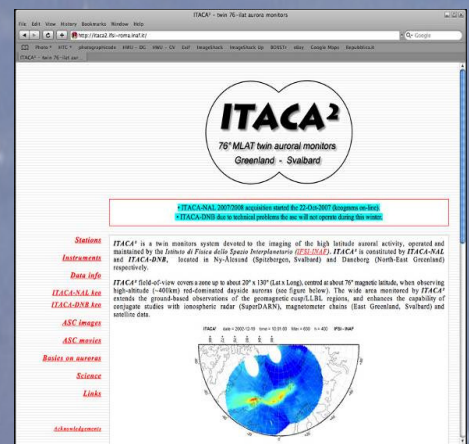 ITACA² - twin 76-llat aurora monitors
File Edit View History Bookmarks Window Help
http://itaca2.ifsi-roma.inaf.it/
Google
ITACA² - twin 76-llat aur...
ITACA²
76° MLAT twin auroral monitors
Greenland - Svalbard
• ITACA-NAL 2007/2008 acquisition started the 22-Oct-2007 (keograms on-line).
• ITACA-DNB due to technical problems the asc will not operate during this winter.
Stations
Instruments
Data info
ITACA-NAL keo
ITACA-DNB keo
ASC images
ASC movies
Basics on auroras
Science
Links
Acknowledgements
ITACA² is a twin monitors system devoted to the imaging of the high latitude auroral activity, operated and
maintained by the Istituto di Fisica dello Spazio Interplanetario (IFSI-INAF). ITACA² is constituted by ITACA-NAL
and ITACA-DNB, located in Ny-Ålesund (Spitzbergen, Svalbard) and Daneborg (North-East Greenland)
respectively.
ITACA² field-of-view covers a zone up to about 20° x 130° (Lat x Long), centred at about 76° magnetic latitude, when observing
high-altitude (~400km) red-dominated dayside auroras (see figure below). The wide area monitored by ITACA²
extends the ground-based observations of the geomagnetic cusp/LLBL regions, and enhances the capability of
conjugate studies with ionospheric radar (SuperDARN), magnetometer chains (East Greenland, Svalbard) and
satellite data.